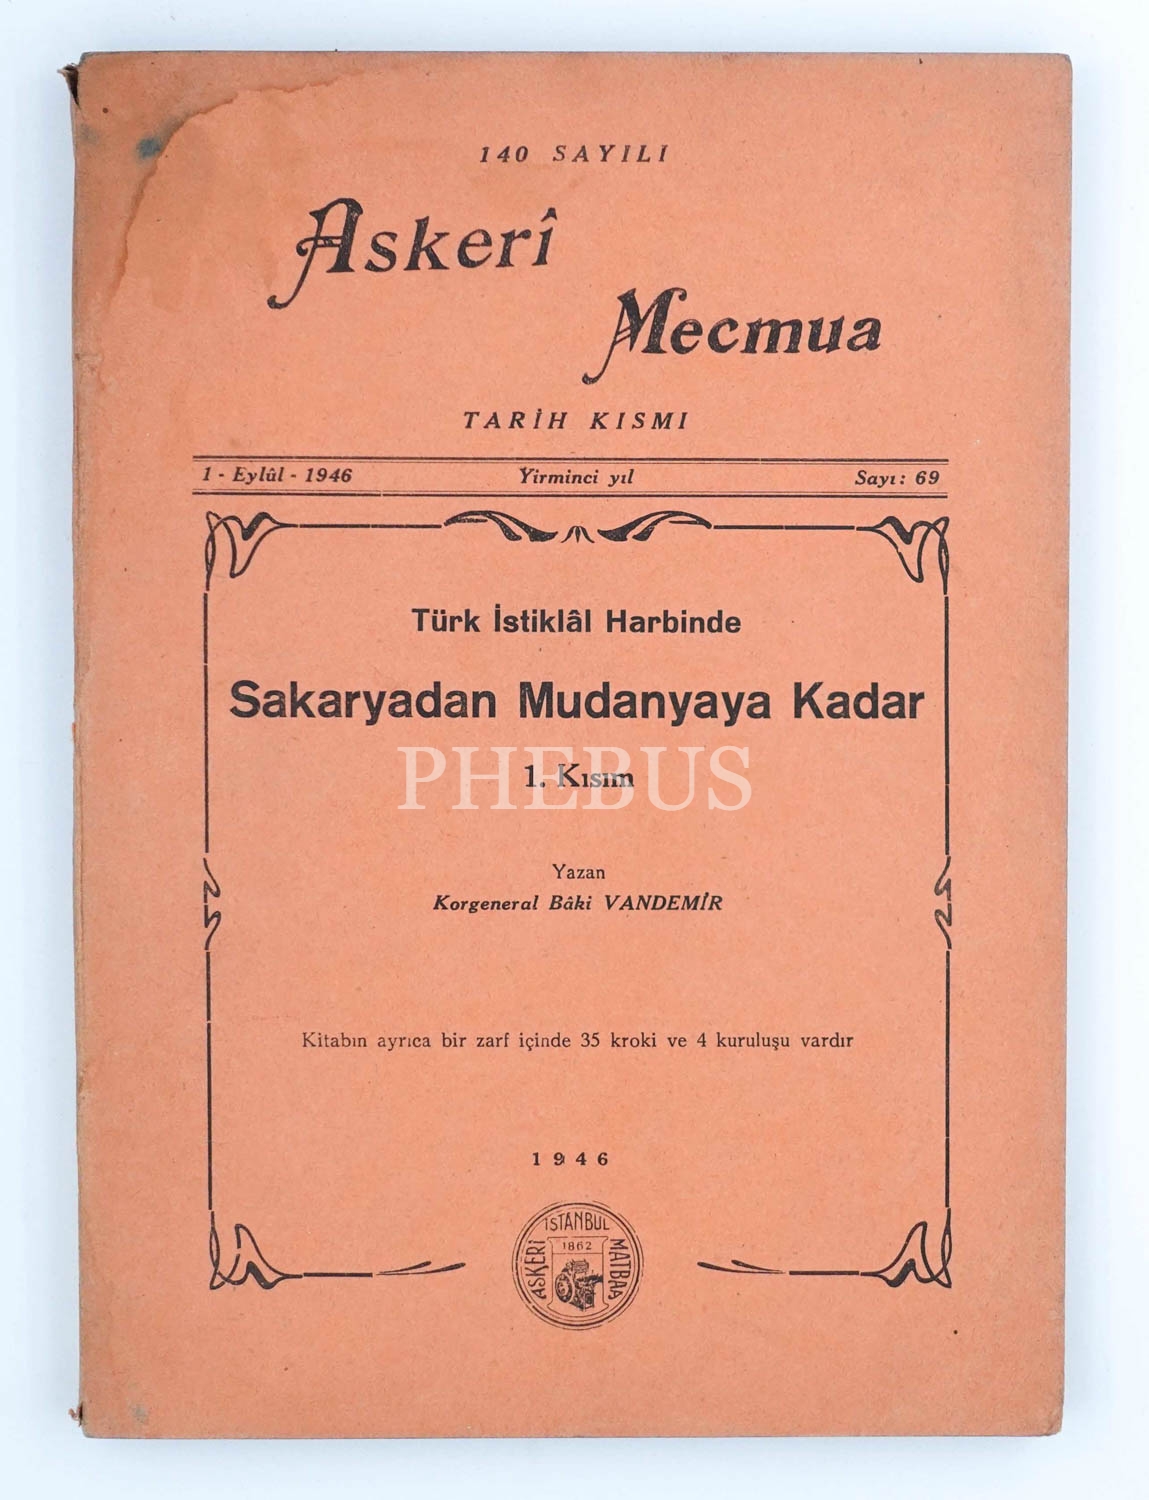 140 SAYILI
Askerî
Mecmua
TARİH KISMI
1 - Eylûl - 1946 Yirminci yıl Sayı: 69
Türk İstiklâl Harbinde
Sakaryadan Mudanyaya Kadar
1. Kısım
PHEBUS
Yazan
Korgeneral Bâki VANDEMİR
Kitabın ayrıca bir zarf içinde 35 kroki ve 4 kuruluşu vardır
1946
İSTANBUL
1862
ASKERİ MATBAA